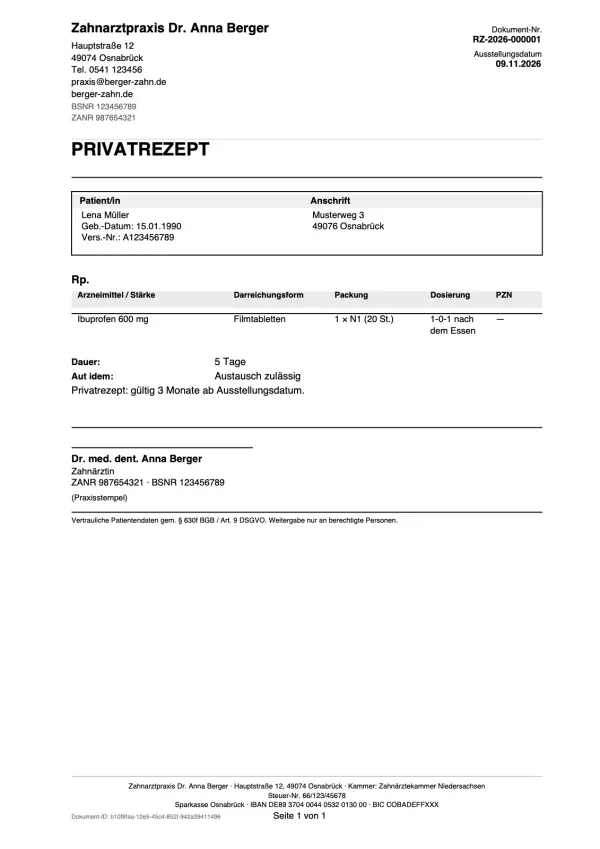 Zahnarztpraxis Dr. Anna Berger
Hauptstraße 12
49074 Osnabrück
Tel. 0541 123456
praxis@berger-zahn.de
berger-zahn.de
BSNR 123456789
ZANR 987654321
Dokument-Nr.
RZ-2026-000001
Ausstellungsdatum
09.11.2026
PRIVATREZEPT
Patient/in Anschrift
Lena Müller Musterweg 3
Geb.-Datum: 15.01.1990 49076 Osnabrück
Vers.-Nr.: A123456789
Rp.
Arzneimittel / Stärke Darreichungsform Packung Dosierung PZN
Ibuprofen 600 mg Filmtabletten 1 × N1 (20 St.) 1-0-1 nach —
dem Essen
Dauer: 5 Tage
Aut idem: Austausch zulässig
Privatrezept: gültig 3 Monate ab Ausstellungsdatum.
Dr. med. dent. Anna Berger
Zahnärztin
ZANR 987654321 · BSNR 123456789
(Praxisstempel)
Vertrauliche Patientendaten gem. § 630f BGB / Art. 9 DSGVO. Weitergabe nur an berechtigte Personen.
Zahnarztpraxis Dr. Anna Berger · Hauptstraße 12, 49074 Osnabrück · Kammer: Zahnärztekammer Niedersachsen
Steuer-Nr. 66/123/45678
Sparkasse Osnabrück · IBAN DE89 3704 0044 0532 0130 00 · BIC COBADEFFXXX
Dokument-ID: Seite 1 von 1